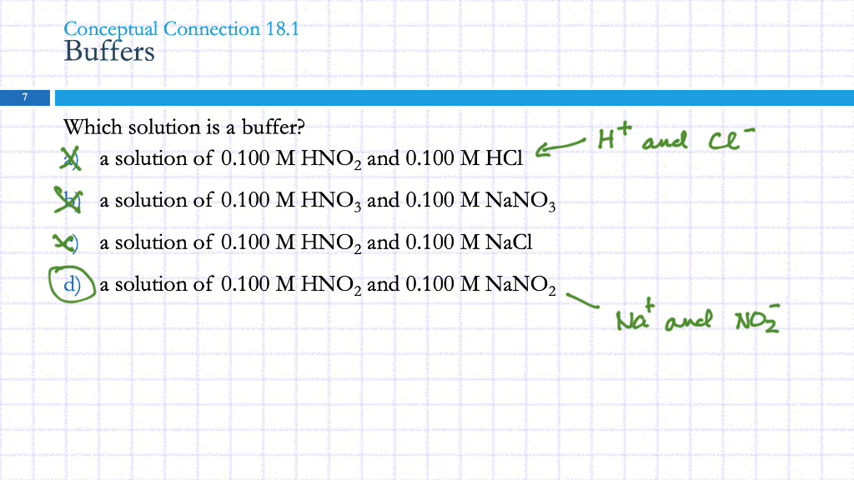 Conceptual Connection 18.1
Buffers
7
Which solution is a buffer?
H⁺ and Cl⁻
a) a solution of 0.100 M HNO₂ and 0.100 M HCl
b) a solution of 0.100 M HNO₃ and 0.100 M NaNO₃
c) a solution of 0.100 M HNO₂ and 0.100 M NaCl
d) a solution of 0.100 M HNO₂ and 0.100 M NaNO₂
Na⁺ and NO₂⁻